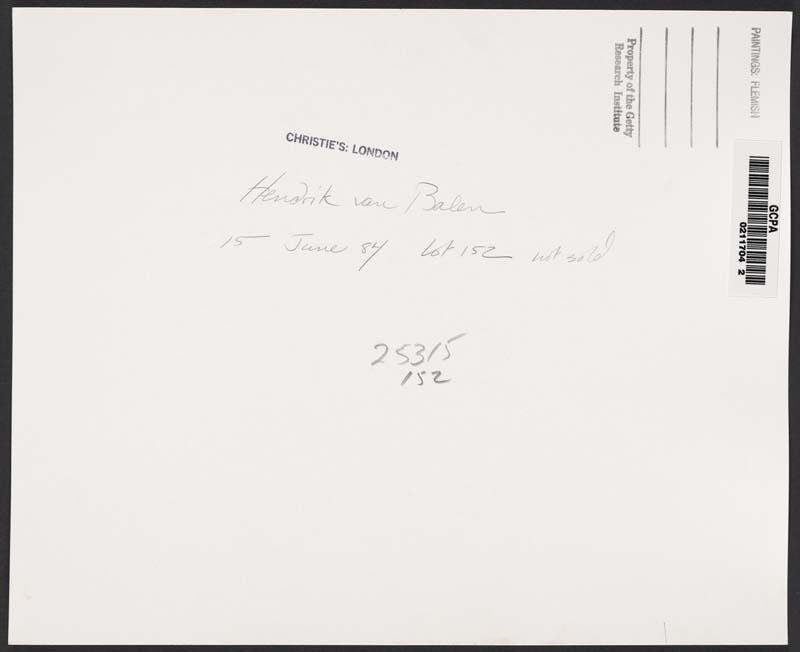 PAINTINGS: FLEMISH
Property of the Getty
Research Institute
GCPA
0211704 2
CHRISTIE'S: LONDON
Hendrik van Balen
15 June 84 Lot 152 not sold
25315
152